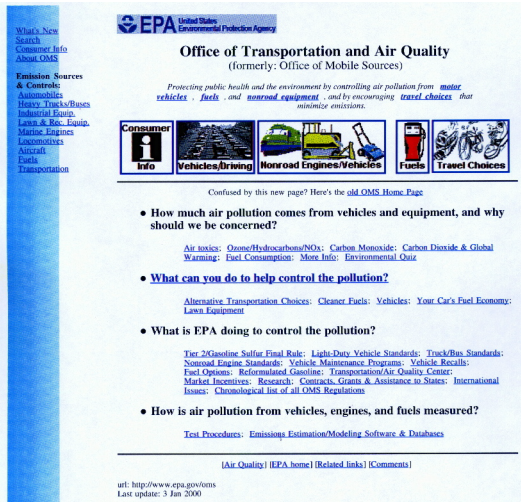 What's New
Search
Consumer Info
About OMS
Emission Sources
& Controls:
Automobiles
Heavy Trucks/Buses
Industrial Equip.
Lawn & Rec. Equip.
Marine Engines
Locomotives
Aircraft
Fuels
Transportation
EPA United States
Environmental Protection Agency
Office of Transportation and Air Quality
(formerly: Office of Mobile Sources)
Protecting public health and the environment by controlling air pollution from motor
vehicles , fuels , and nonroad equipment , and by encouraging travel choices that
minimize emissions.
Consumer
Info
Vehicles/Driving
Nonroad Engines/Vehicles
Fuels
Travel Choices
Confused by this new page? Here's the old OMS Home Page
• How much air pollution comes from vehicles and equipment, and why
should we be concerned?
Air toxics; Ozone/Hydrocarbons/NOx; Carbon Monoxide; Carbon Dioxide & Global
Warming; Fuel Consumption; More Info; Environmental Quiz
• What can you do to help control the pollution?
Alternative Transportation Choices; Cleaner Fuels; Vehicles; Your Car's Fuel Economy;
Lawn Equipment
• What is EPA doing to control the pollution?
Tier 2/Gasoline Sulfur Final Rule; Light-Duty Vehicle Standards; Truck/Bus Standards;
Nonroad Engine Standards; Vehicle Maintenance Programs; Vehicle Recalls;
Fuel Options; Reformulated Gasoline; Transportation/Air Quality Center;
Market Incentives; Research; Contracts, Grants & Assistance to States; International
Issues; Chronological list of all OMS Regulations
• How is air pollution from vehicles, engines, and fuels measured?
Test Procedures; Emissions Estimation/Modeling Software & Databases
[Air Quality] [EPA home] [Related links] [Comments]
url: http://www.epa.gov/oms
Last update: 3 Jan 2000